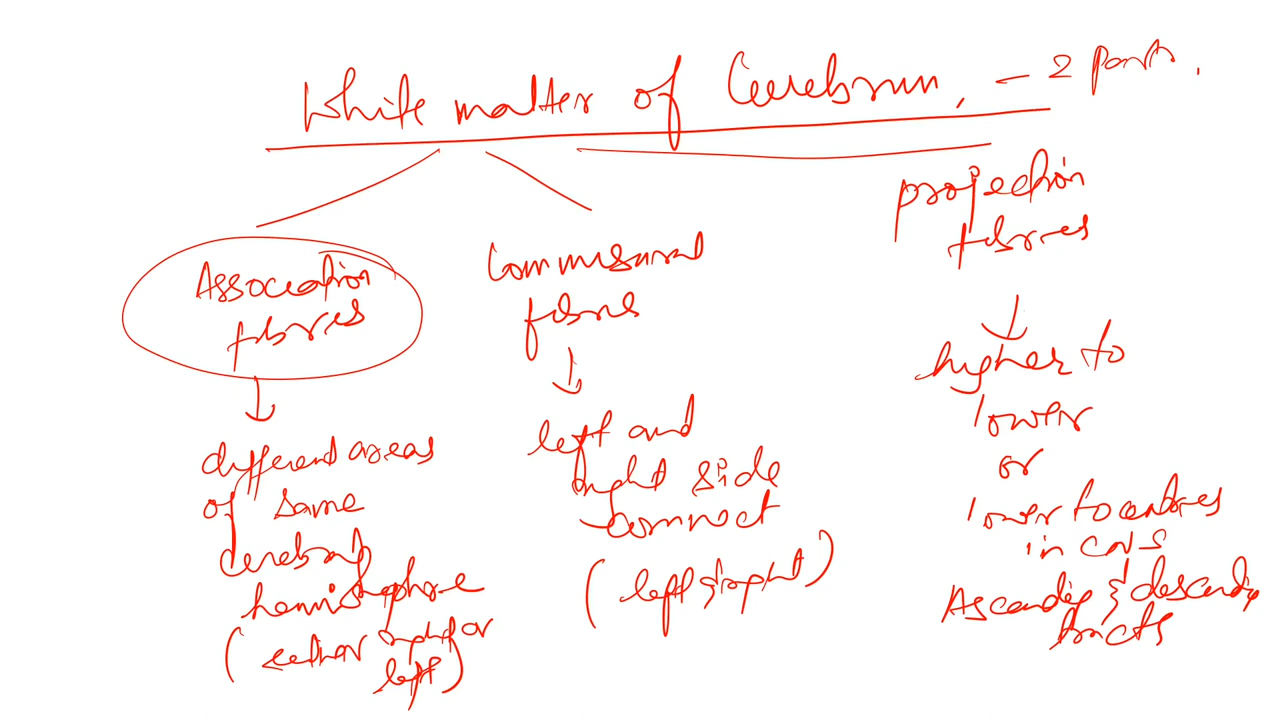 White matter of Cerebrum, - 2 parts,
Association
fibres
different areas
of same
cerebral
hemisphere
(either right or
left)
Commissural
fibres
left and
right side
connect
(left & right)
projection
fibres
higher to
lower
or
lower to centres
in CNS
Ascending & descending
tracts